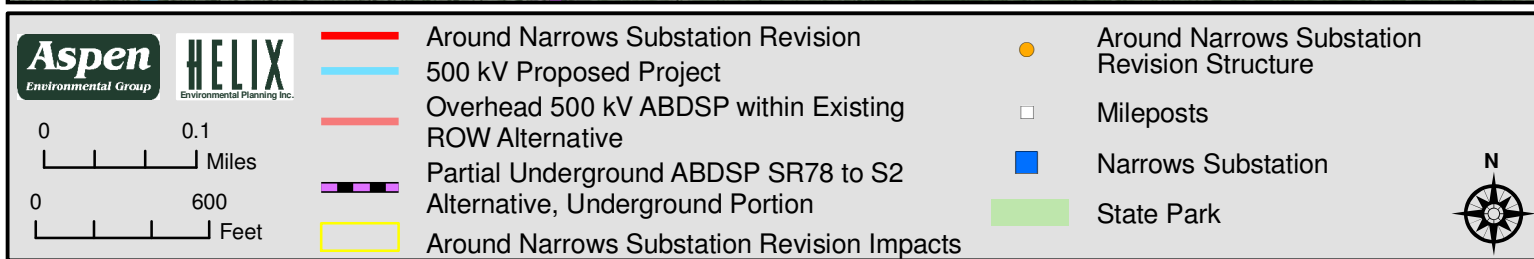 Aspen
Environmental Group
HELIX
Environmental Planning Inc.
0 0.1
Miles
0 600
Feet
Around Narrows Substation Revision
500 kV Proposed Project
Overhead 500 kV ABDSP within Existing
ROW Alternative
Partial Underground ABDSP SR78 to S2
Alternative, Underground Portion
Around Narrows Substation Revision Impacts
Around Narrows Substation
Revision Structure
Mileposts
Narrows Substation
State Park
N